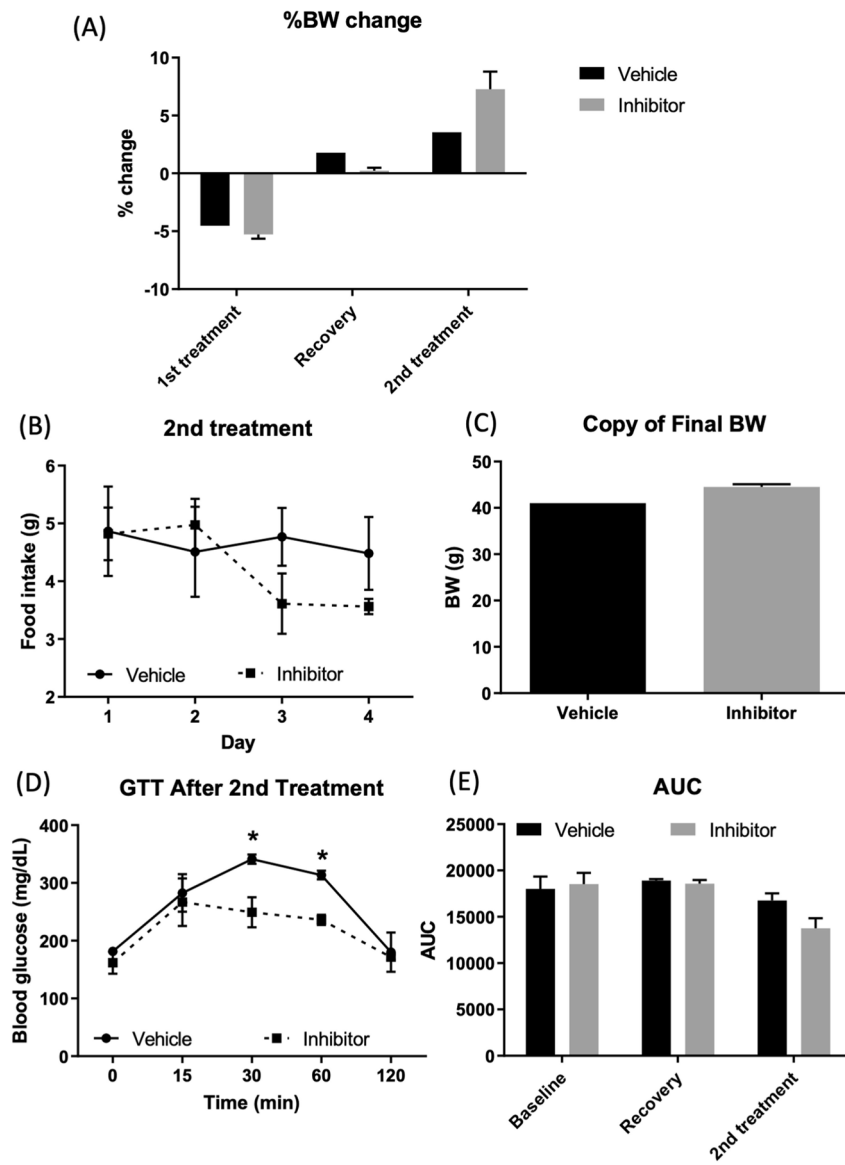 (A)
%BW change
Vehicle
Inhibitor
% change
10
5
0
-5
-10
1st treatment
Recovery
2nd treatment
(B)
2nd treatment
Food intake (g)
6
5
4
3
2
Vehicle
Inhibitor
1 2 3 4
Day
(C)
Copy of Final BW
BW (g)
50
40
30
20
10
0
Vehicle Inhibitor
(D)
GTT After 2nd Treatment
Blood glucose (mg/dL)
400
300
200
100
0
* *
Vehicle
Inhibitor
0 15 30 60 120
Time (min)
(E)
AUC
Vehicle
Inhibitor
AUC
25000
20000
15000
10000
5000
0
Baseline
Recovery
2nd treatment